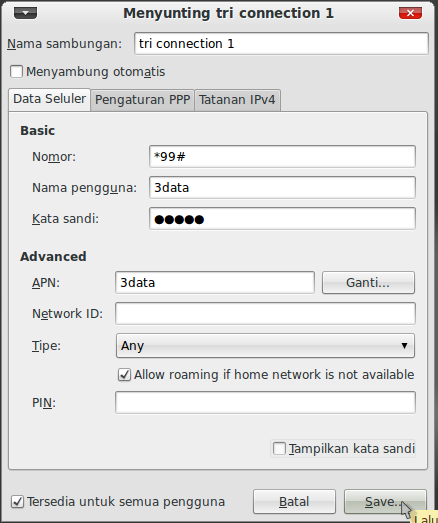 Menyunting tri connection 1
Nama sambungan: tri connection 1
Menyambung otomatis
Data Seluler Pengaturan PPP Tatanan IPv4
Basic
Nomor: *99#
Nama pengguna: 3data
Kata sandi: ●●●●●
Advanced
APN: 3data Ganti...
Network ID:
Tipe: Any
Allow roaming if home network is not available
PIN:
Tampilkan kata sandi
Tersedia untuk semua pengguna Batal Save...